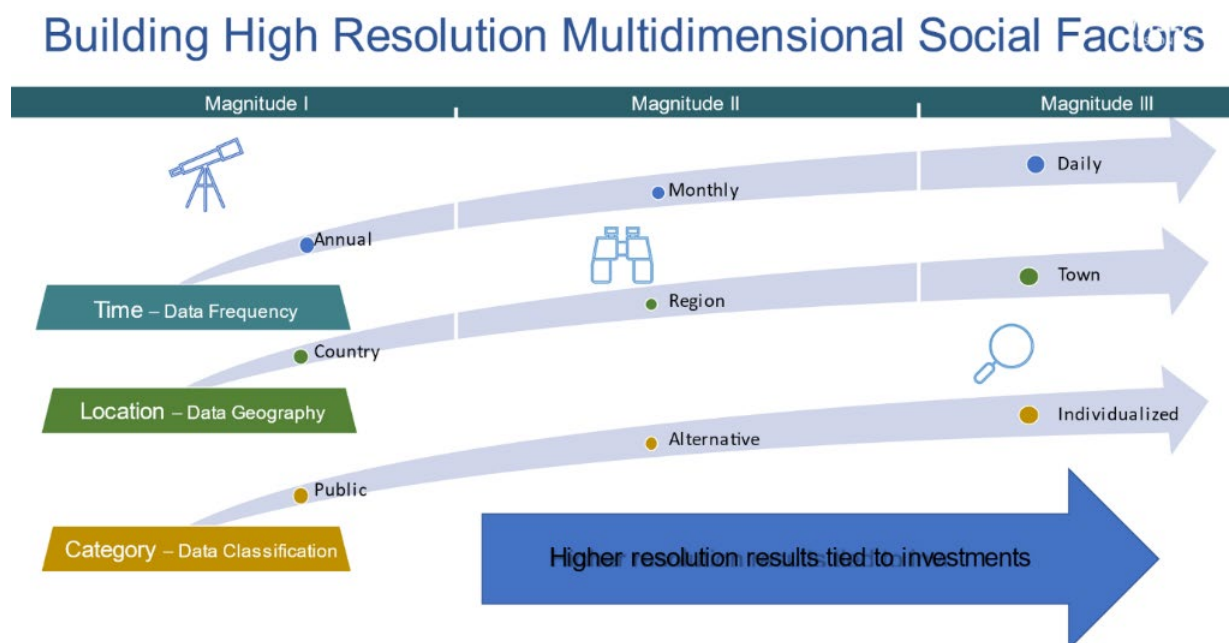 Building High Resolution Multidimensional Social Factors
Magnitude I
Magnitude II
Magnitude III
Daily
Monthly
Annual
Time – Data Frequency
Town
Region
Country
Location – Data Geography
Individualized
Alternative
Public
Category – Data Classification
Higher resolution results tied to investments